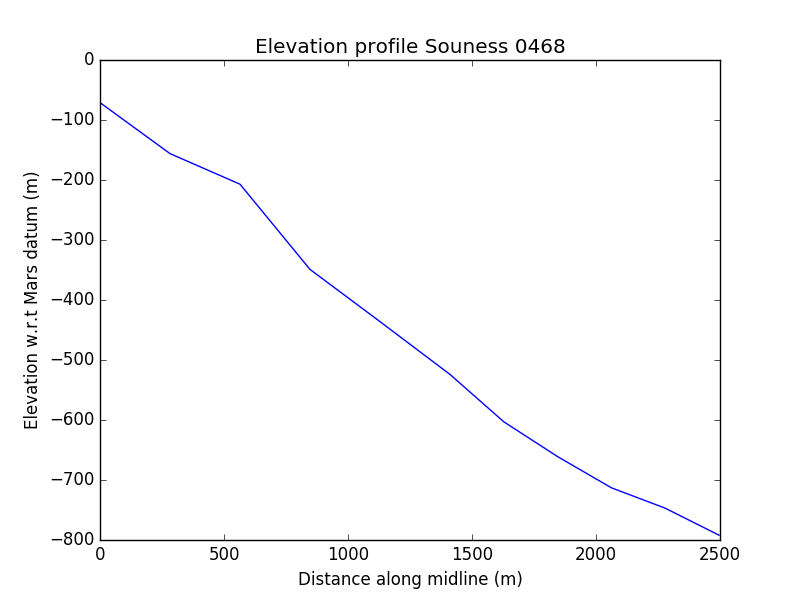 Elevation profile Souness 0468
Elevation w.r.t Mars datum (m)
0
−100
−200
−300
−400
−500
−600
−700
−800
0 500 1000 1500 2000 2500
Distance along midline (m)